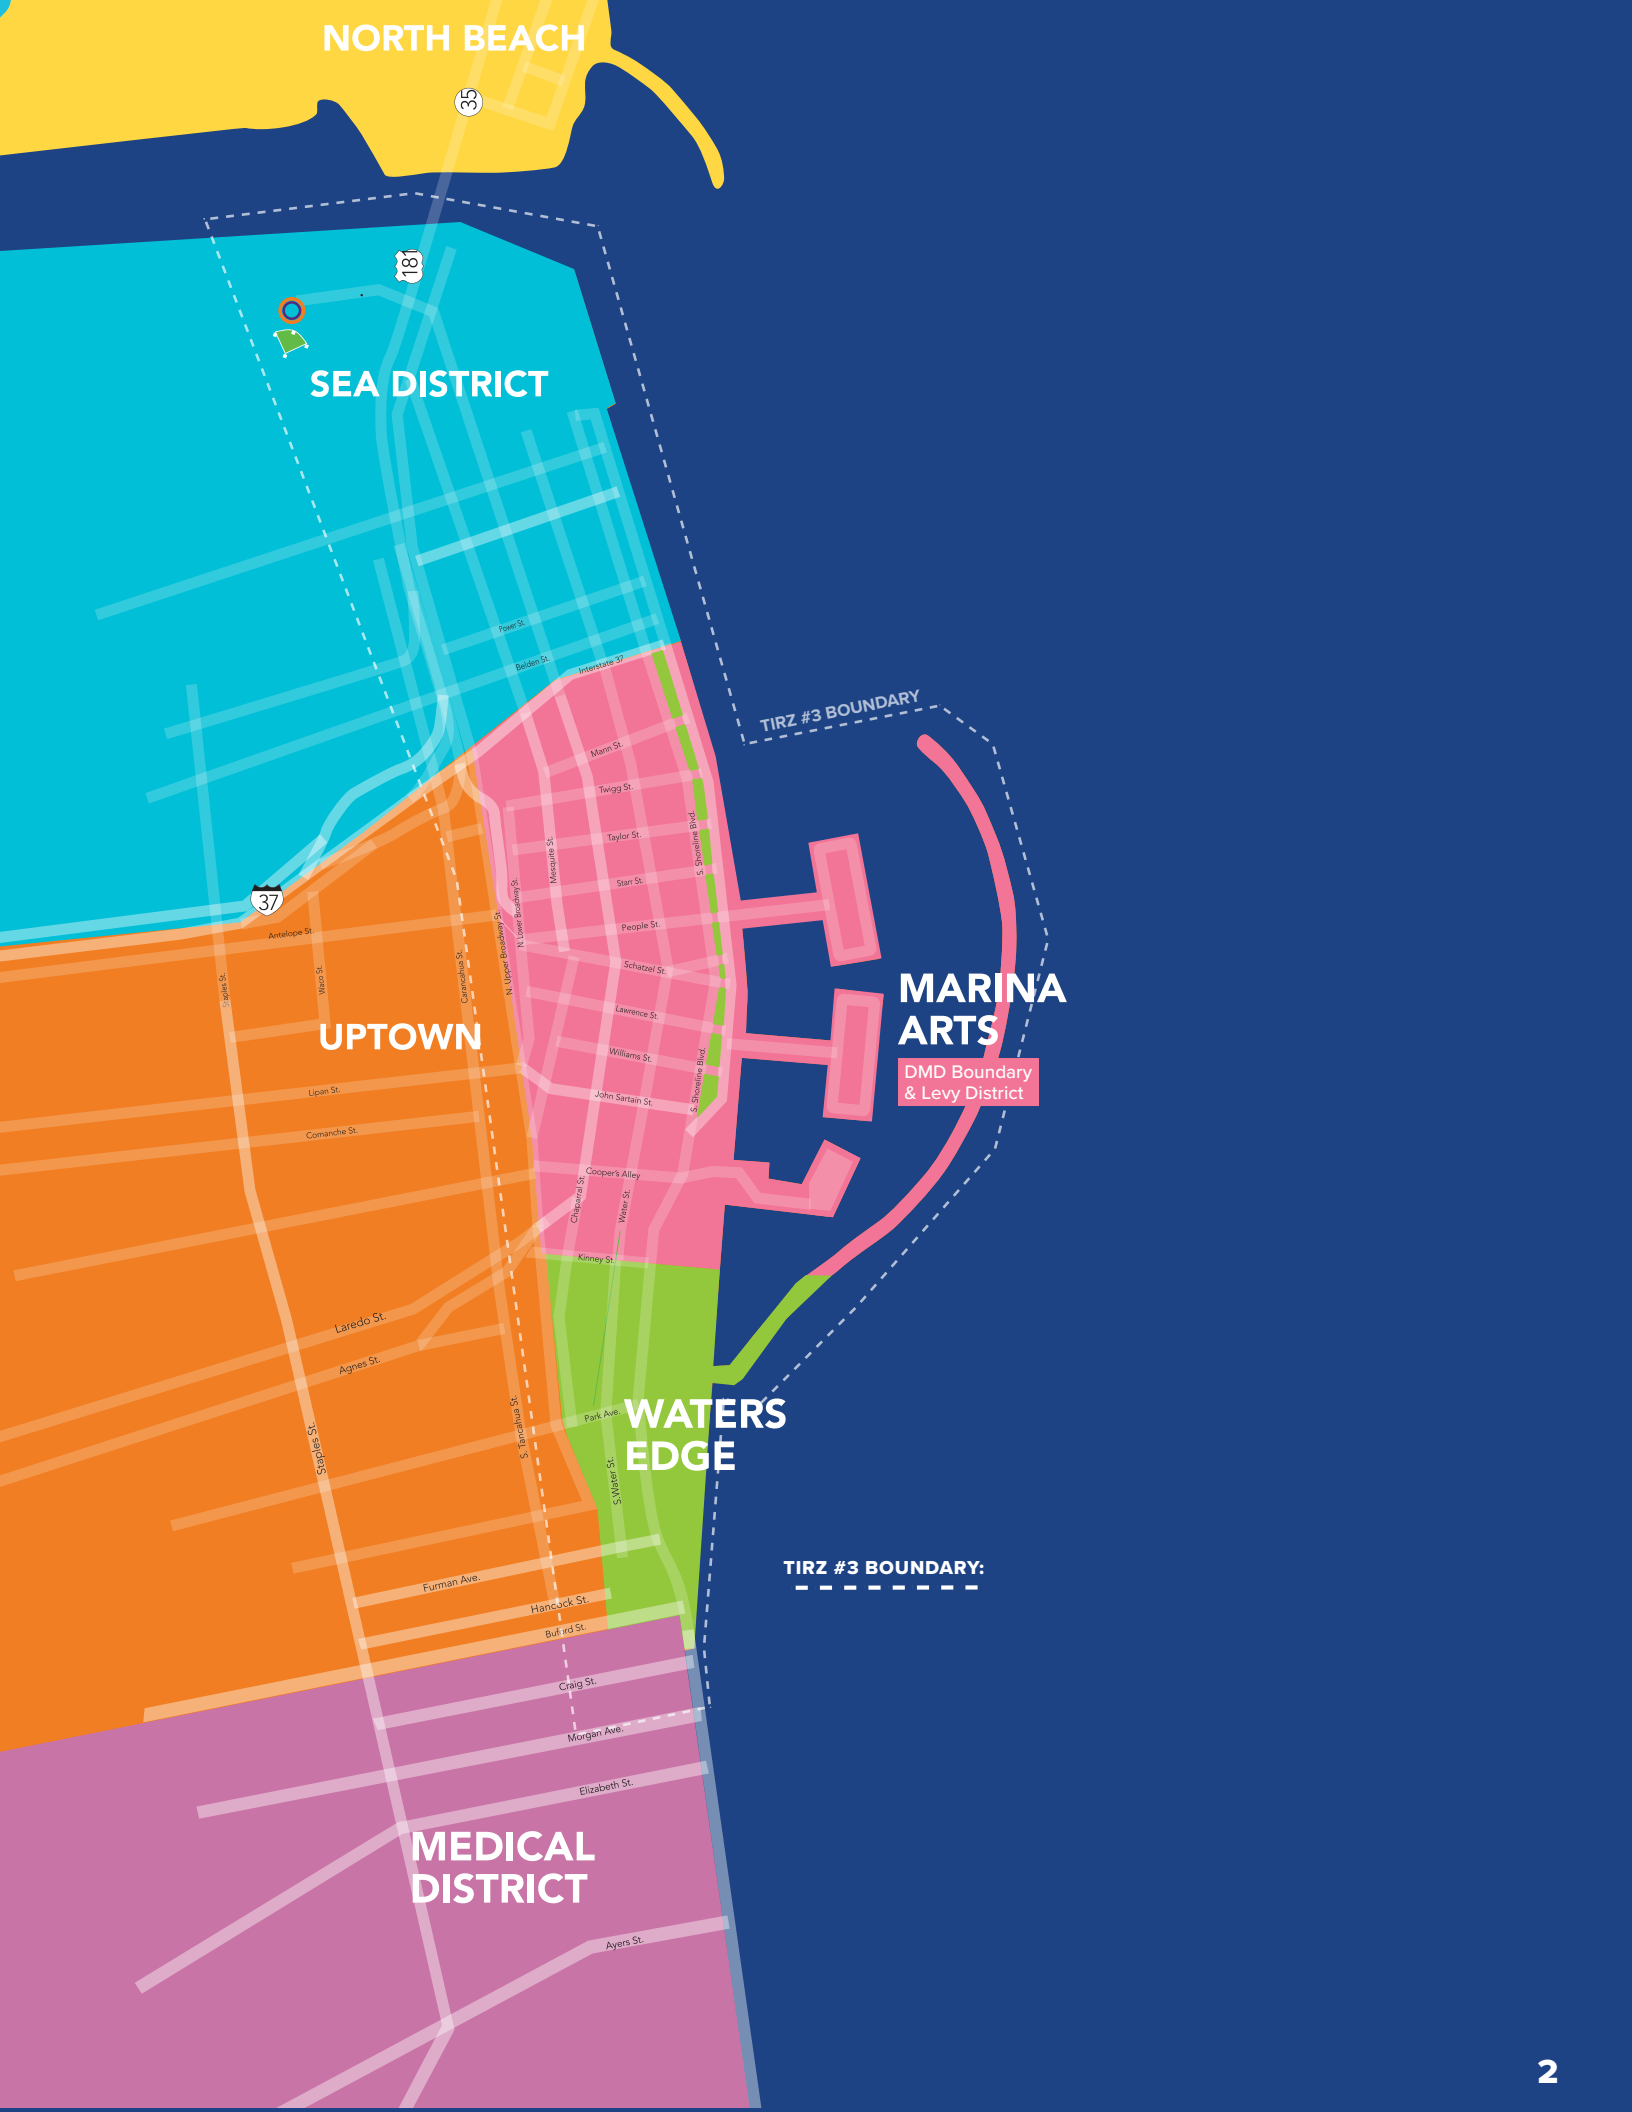 NORTH BEACH
35
181
SEA DISTRICT
Power St.
Belden St.
Interstate 37
TIRZ #3 BOUNDARY
Mann St.
Twigg St.
Taylor St.
Mesquite St.
S. Shoreline Blvd.
Starr St.
37
N. Lower Broadway St.
N. Upper Broadway St.
People St.
Antelope St.
Carancahua St.
Schatzel St.
Staples St.
Waco St.
MARINA
ARTS
Lawrence St.
UPTOWN
Williams St.
S. Shoreline Blvd.
DMD Boundary
& Levy District
Lipan St.
John Sartain St.
Comanche St.
Cooper's Alley
Chaparral St.
Water St.
Kinney St.
Laredo St.
Agnes St.
S. Tancahua St.
Park Ave.
WATERS
EDGE
Staples St.
S. Water St.
TIRZ #3 BOUNDARY:
Furman Ave.
Hancock St.
Buford St.
Craig St.
Morgan Ave.
Elizabeth St.
MEDICAL
DISTRICT
Ayers St.
2